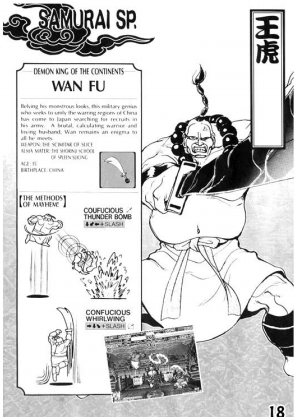 SAMURAI SP.
王虎
DEMON KING OF THE CONTINENTS
WAN FU
Belying his monstrous looks, this military genius
who seeks to unify the warring regions of China
has come to Japan searching for recruits in
his army. A brutal, calculating warrior and
loving husband, Wan remains an enigma to
all he meets.
WEAPON: THE SCIMITAR OF SLICE
ALMA MATER: THE SHORING SCHOOL
OF SPLEEN-SLICING
AGE: 35
BIRTHPLACE: CHINA
【THE METHODS
OF MAYHEM】
COUFUCIOUS
THUNDER BOMB
+SLASH
CONFUCIOUS
WHIRLWING
+SLASH
18